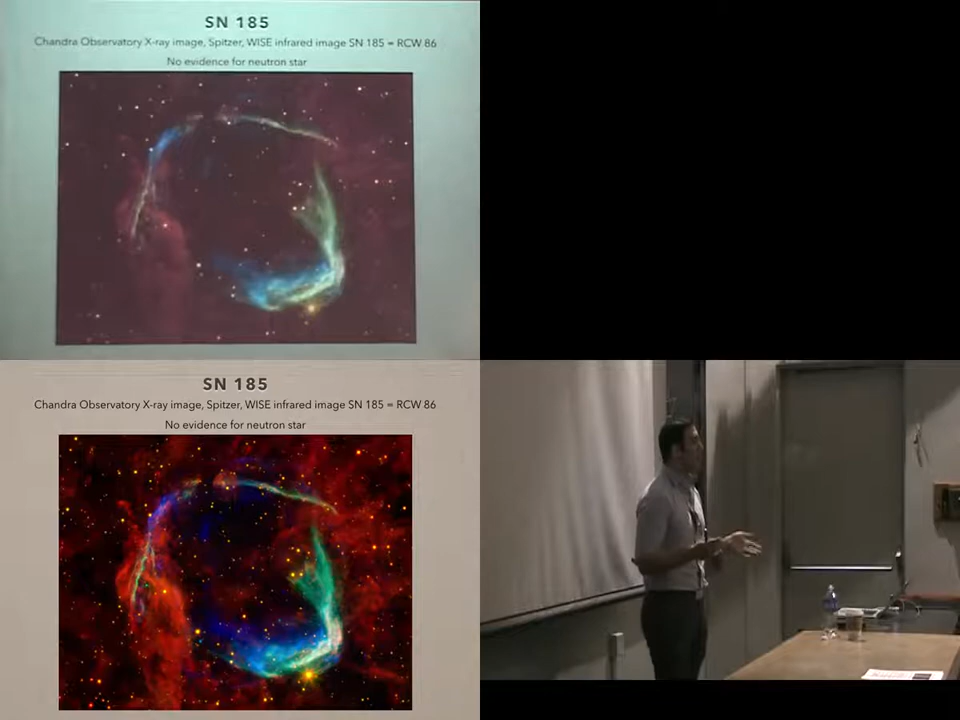 SN 185
Chandra Observatory X-ray image, Spitzer, WISE infrared image SN 185 = RCW 86
No evidence for neutron star
SN 185
Chandra Observatory X-ray image, Spitzer, WISE infrared image SN 185 = RCW 86
No evidence for neutron star